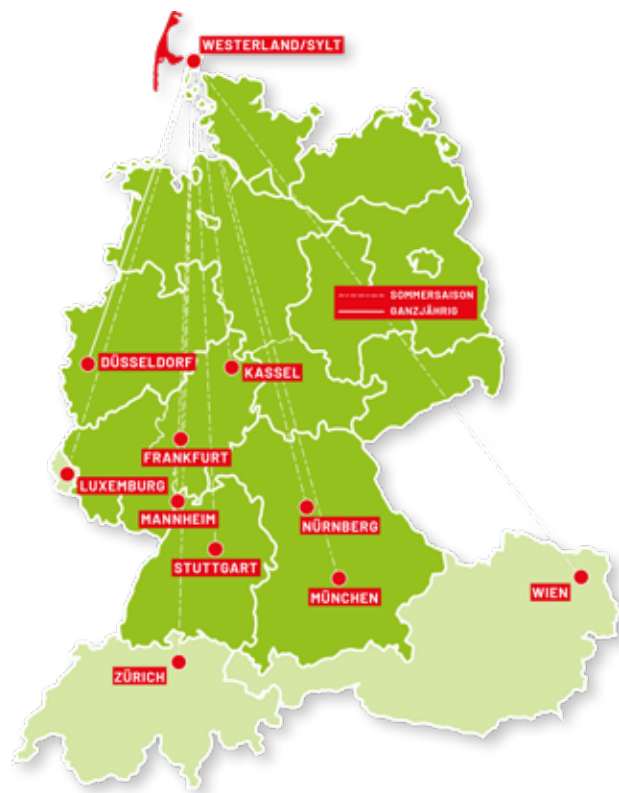 WESTERLAND/SYLT
SOMMERSAISON
GANZJÄHRIG
DÜSSELDORF
KASSEL
FRANKFURT
LUXEMBURG
MANNHEIM
NÜRNBERG
STUTTGART
MÜNCHEN
WIEN
ZÜRICH